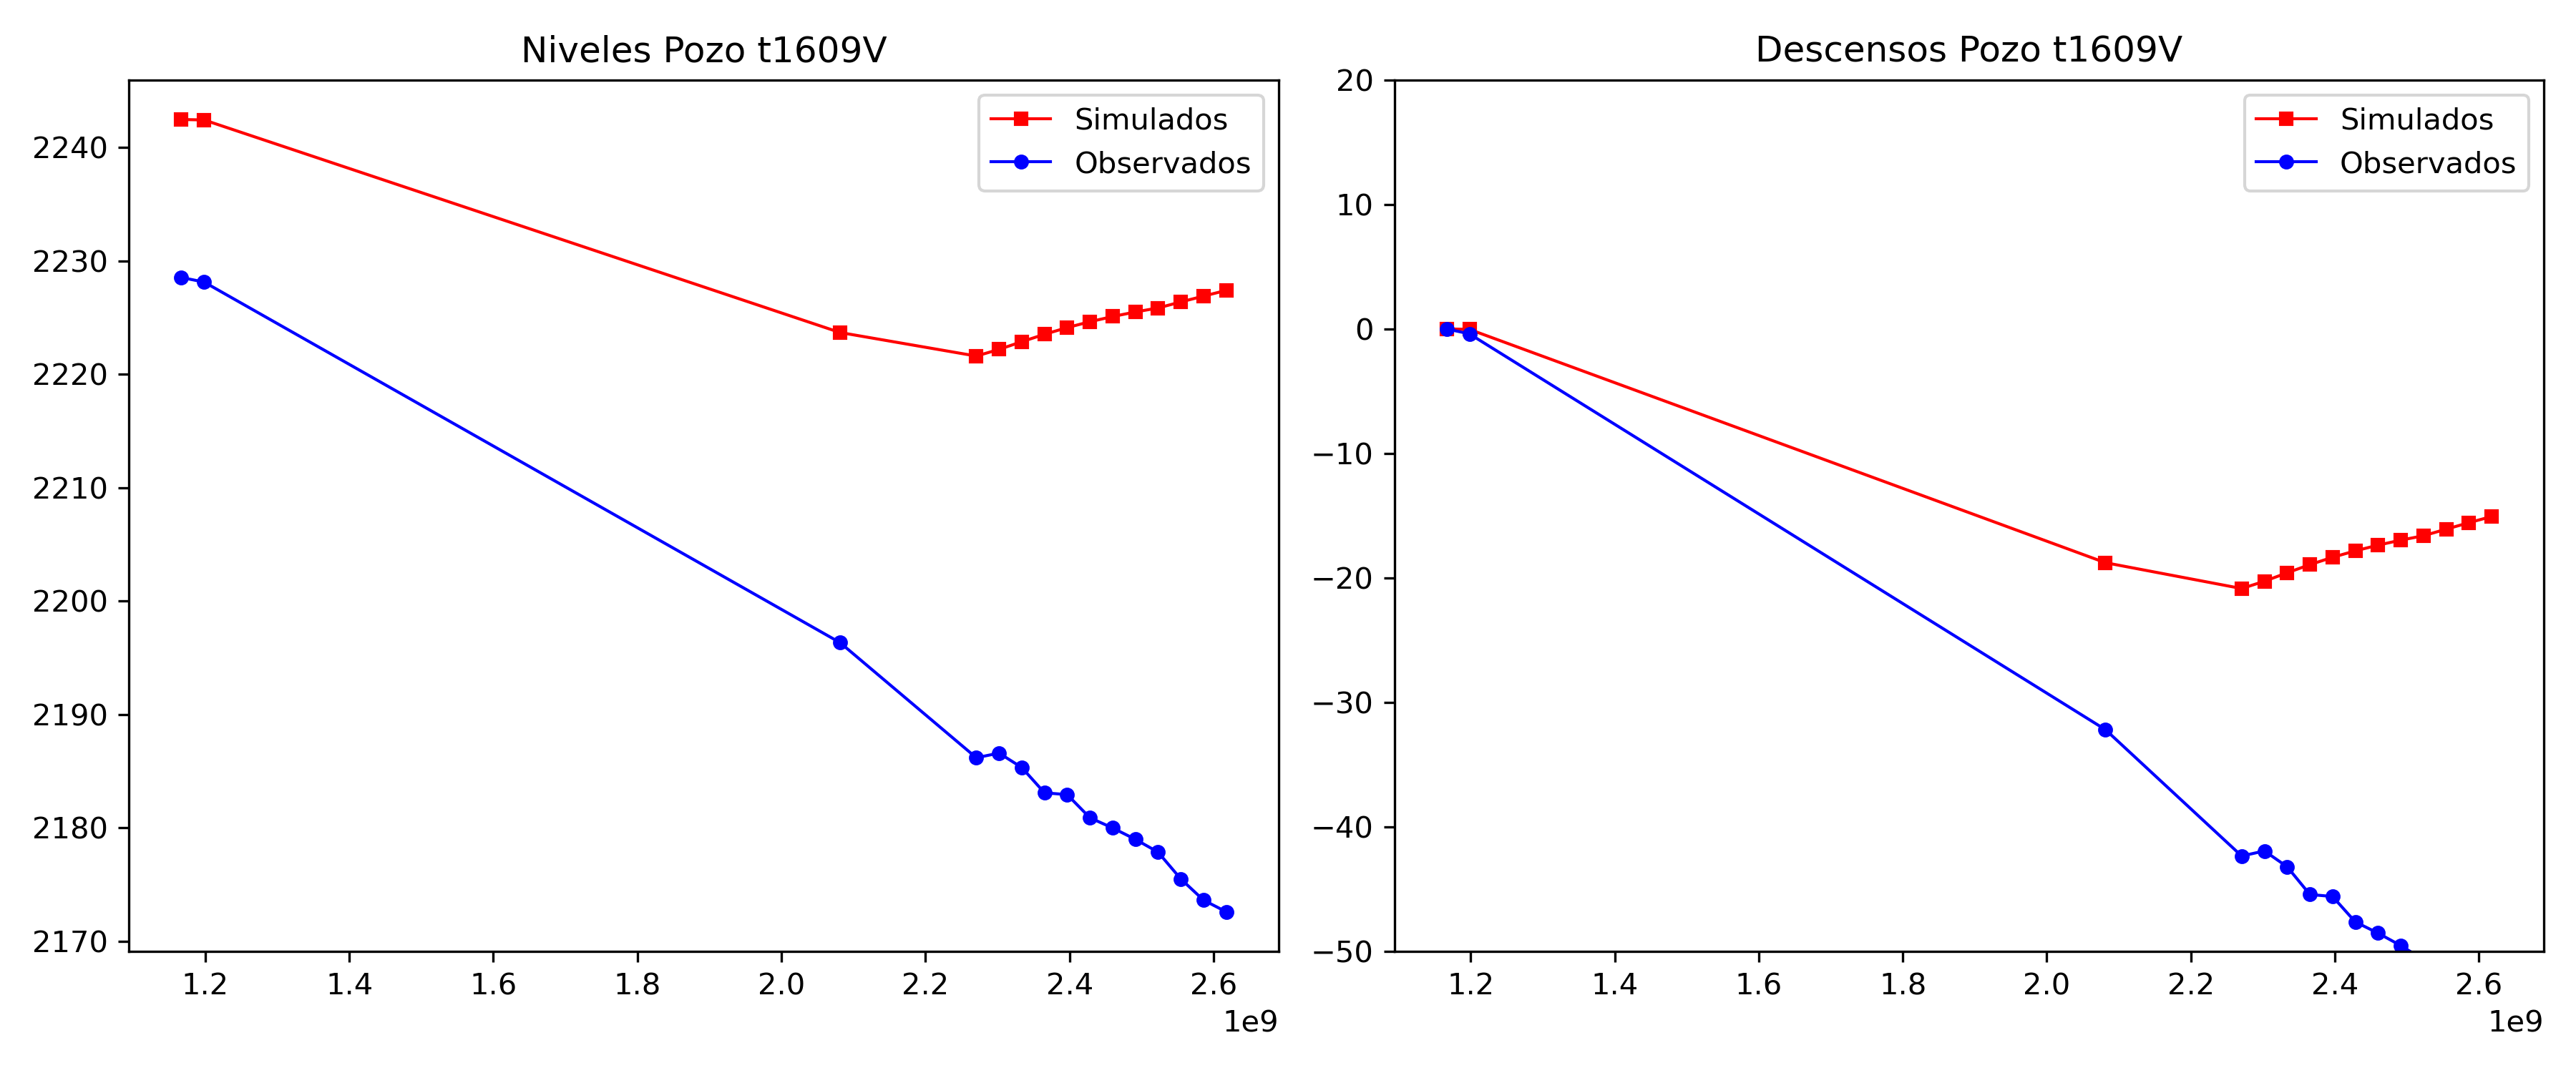 Niveles Pozo t1609V
Simulados
Observados
2240
2230
2220
2210
2200
2190
2180
2170
1.2 1.4 1.6 1.8 2.0 2.2 2.4 2.6
1e9
Descensos Pozo t1609V
Simulados
Observados
20
10
0
−10
−20
−30
−40
−50
1.2 1.4 1.6 1.8 2.0 2.2 2.4 2.6
1e9